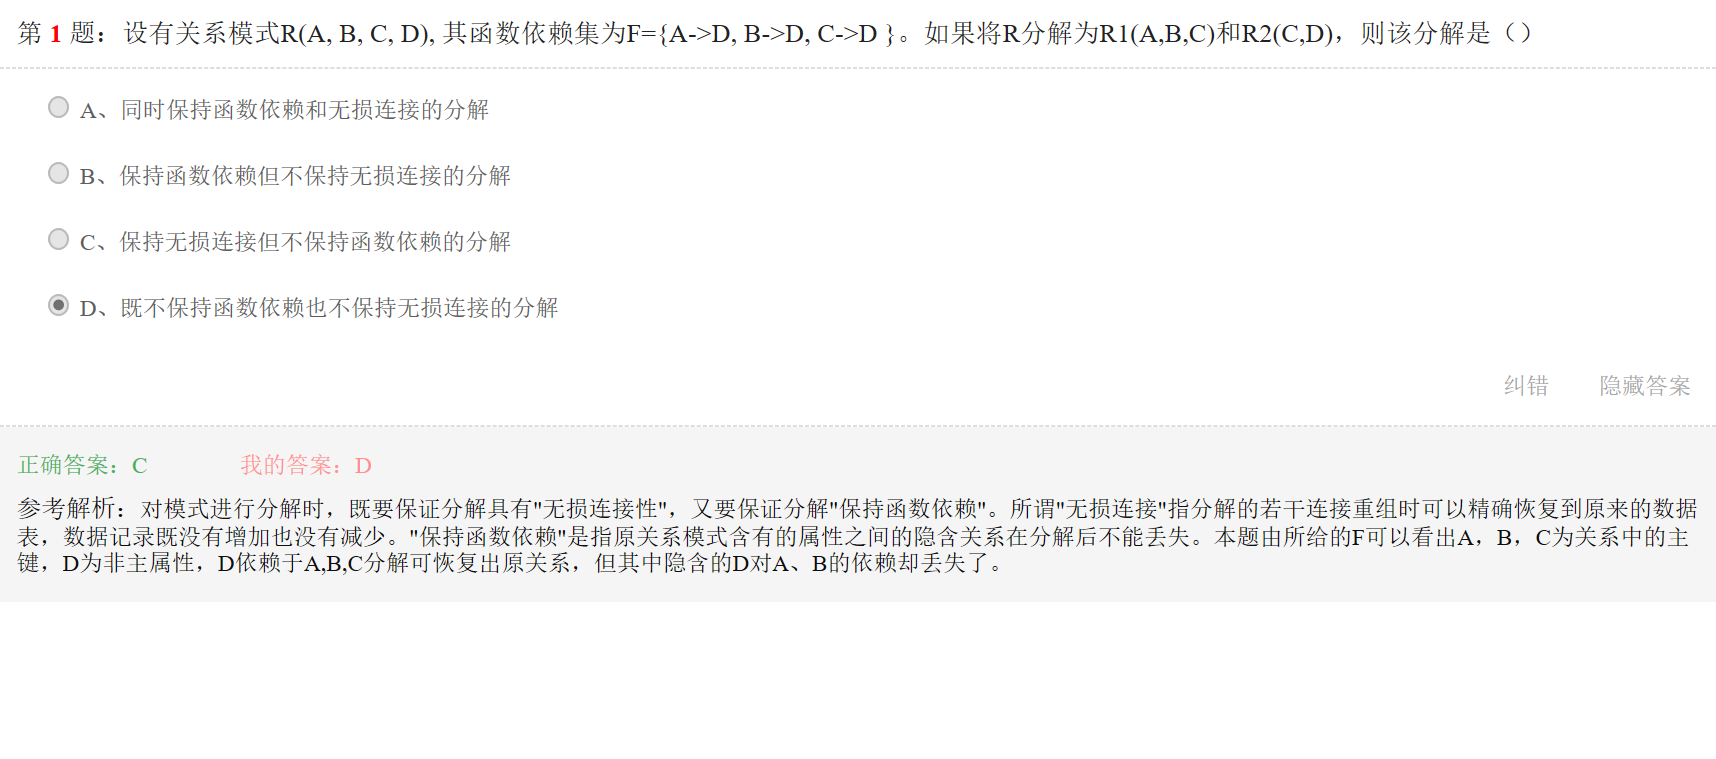 第 1 题：设有关系模式R(A, B, C, D), 其函数依赖集为F={A->D, B->D, C->D }。如果将R分解为R1(A,B,C)和R2(C,D)，则该分解是（）
A、同时保持函数依赖和无损连接的分解
B、保持函数依赖但不保持无损连接的分解
C、保持无损连接但不保持函数依赖的分解
D、既不保持函数依赖也不保持无损连接的分解
纠错 隐藏答案
正确答案：C 我的答案：D
参考解析：对模式进行分解时，既要保证分解具有"无损连接性"，又要保证分解"保持函数依赖"。所谓"无损连接"指分解的若干连接重组时可以精确恢复到原来的数据
表，数据记录既没有增加也没有减少。"保持函数依赖"是指原关系模式含有的属性之间的隐含关系在分解后不能丢失。本题由所给的F可以看出A，B，C为关系中的主
键，D为非主属性，D依赖于A,B,C分解可恢复出原关系，但其中隐含的D对A、B的依赖却丢失了。